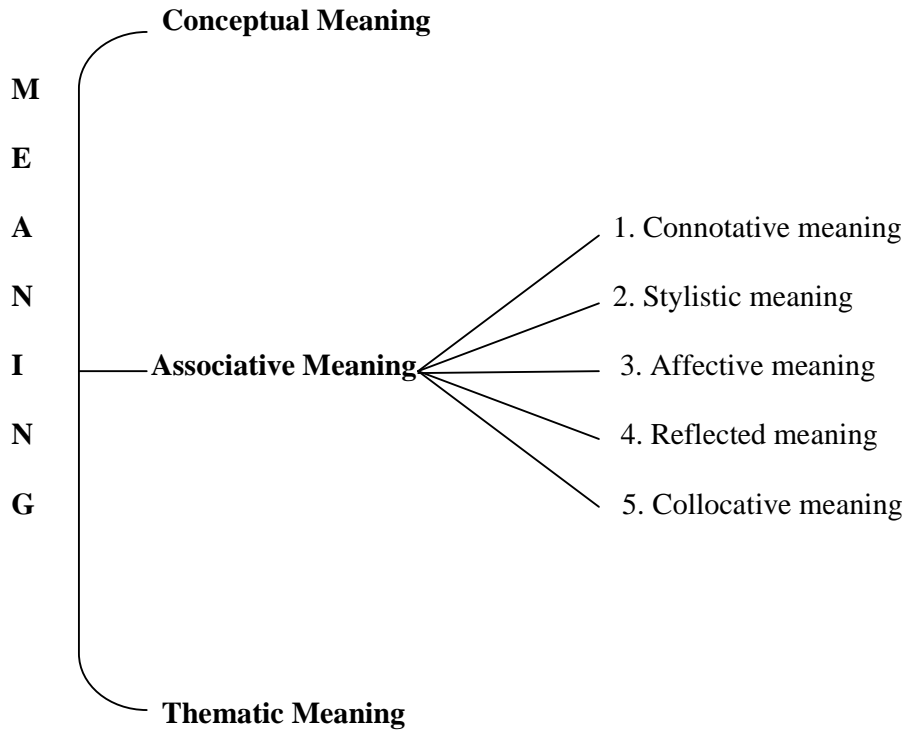 Conceptual Meaning
M
E
A
N
I
N
G
1. Connotative meaning
2. Stylistic meaning
Associative Meaning
3. Affective meaning
4. Reflected meaning
5. Collocative meaning
Thematic Meaning